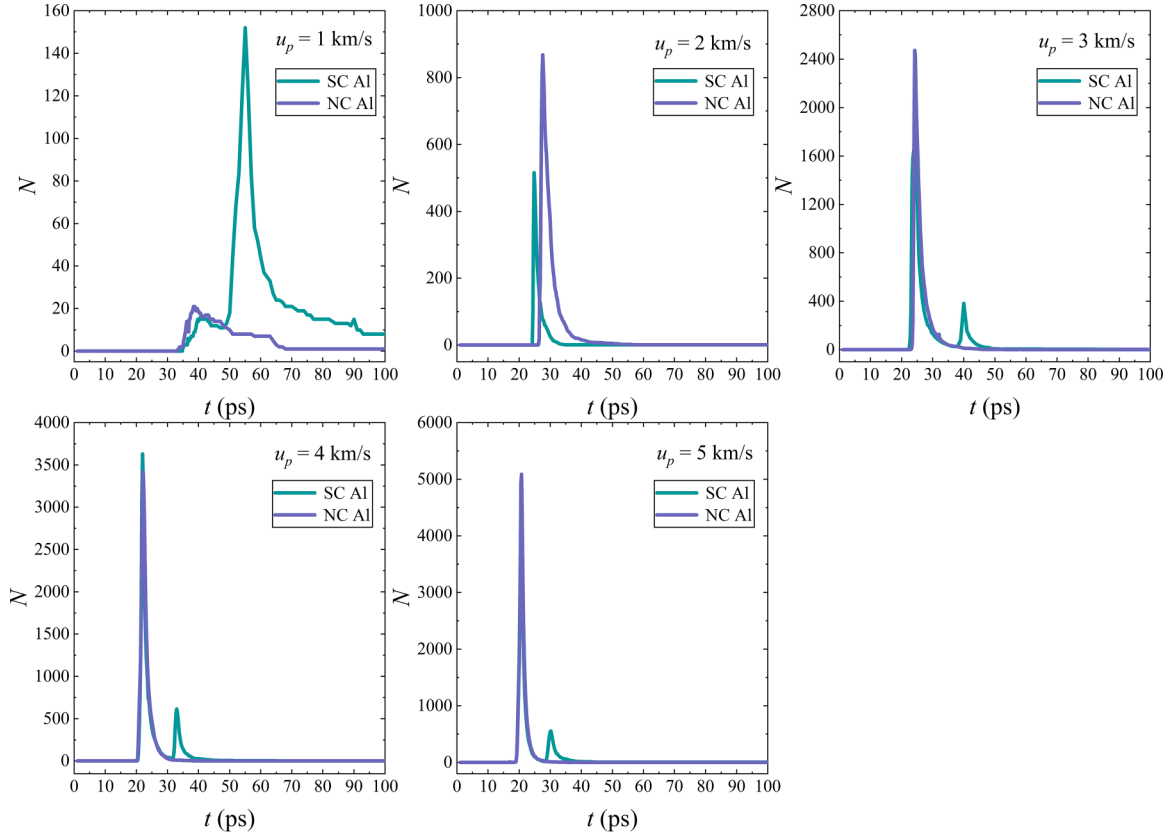 160
140
120
100
80
60
40
20
0
N
u_p = 1 km/s
SC Al
NC Al
0 10 20 30 40 50 60 70 80 90 100
t (ps)
1000
800
600
400
200
0
N
u_p = 2 km/s
SC Al
NC Al
0 10 20 30 40 50 60 70 80 90 100
t (ps)
2800
2400
2000
1600
1200
800
400
0
N
u_p = 3 km/s
SC Al
NC Al
0 10 20 30 40 50 60 70 80 90 100
t (ps)
4000
3500
3000
2500
2000
1500
1000
500
0
N
u_p = 4 km/s
SC Al
NC Al
0 10 20 30 40 50 60 70 80 90 100
t (ps)
6000
5000
4000
3000
2000
1000
0
N
u_p = 5 km/s
SC Al
NC Al
0 10 20 30 40 50 60 70 80 90 100
t (ps)